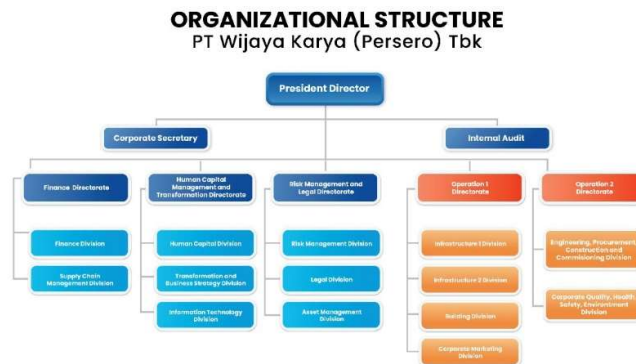 ORGANIZATIONAL STRUCTURE
PT Wijaya Karya (Persero) Tbk
President Director
Corporate Secretary
Internal Audit
Finance Directorate
Human Capital
Management and
Transformation Directorate
Risk Management and
Legal Directorate
Operation 1
Directorate
Operation 2
Directorate
Finance Division
Supply Chain
Management Division
Human Capital Division
Transformation and
Business Strategy Division
Information Technology
Division
Risk Management Division
Legal Division
Asset Management
Division
Infrastructure 1 Division
Infrastructure 2 Division
Building Division
Corporate Marketing
Division
Engineering, Procurement,
Construction and
Commisioning Division
Corporate Quality, Health,
Safety, Environtment
Division